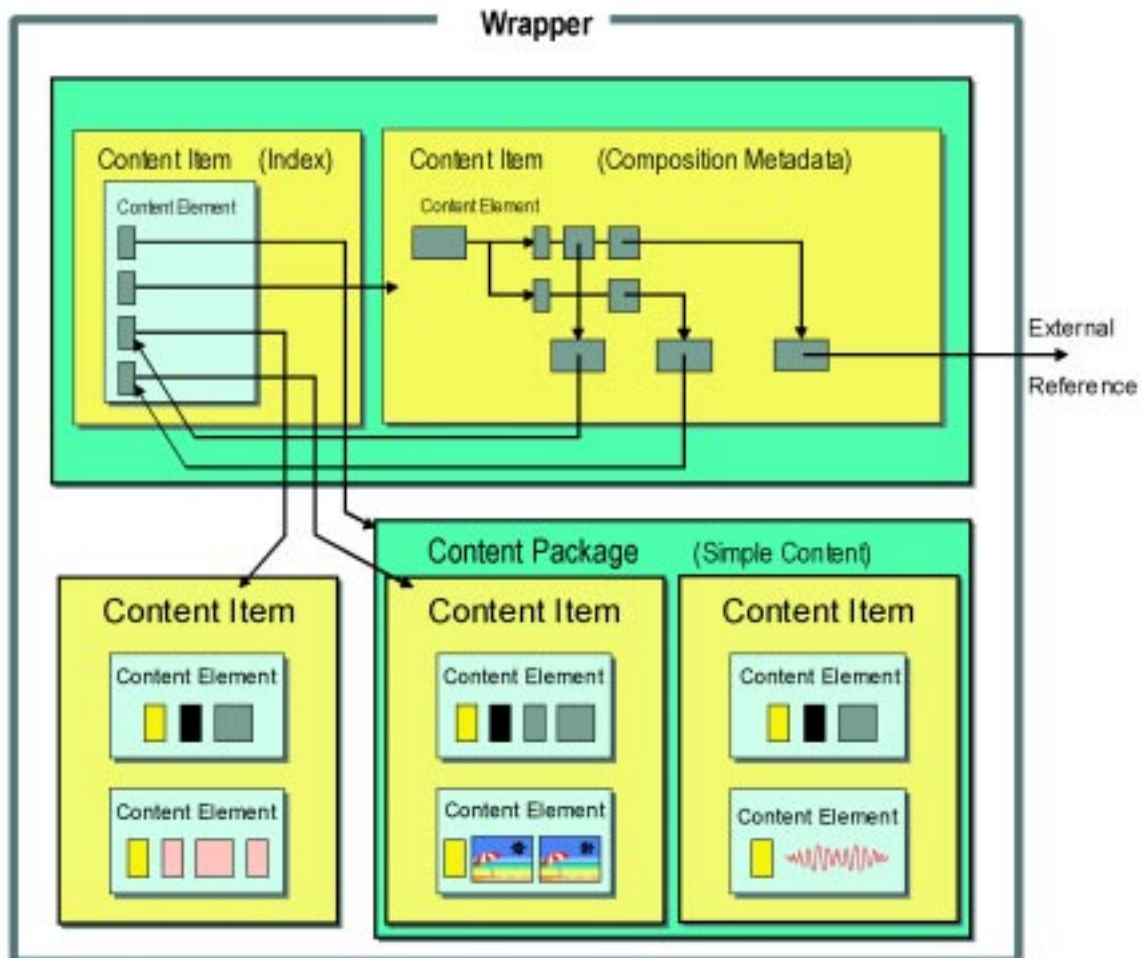 Wrapper
Content Item (Index)
Content Element
Content Item (Composition Metadata)
Content Element
External
Reference
Content Package (Simple Content)
Content Item
Content Element
Content Element
Content Item
Content Element
Content Element
Content Item
Content Element
Content Element